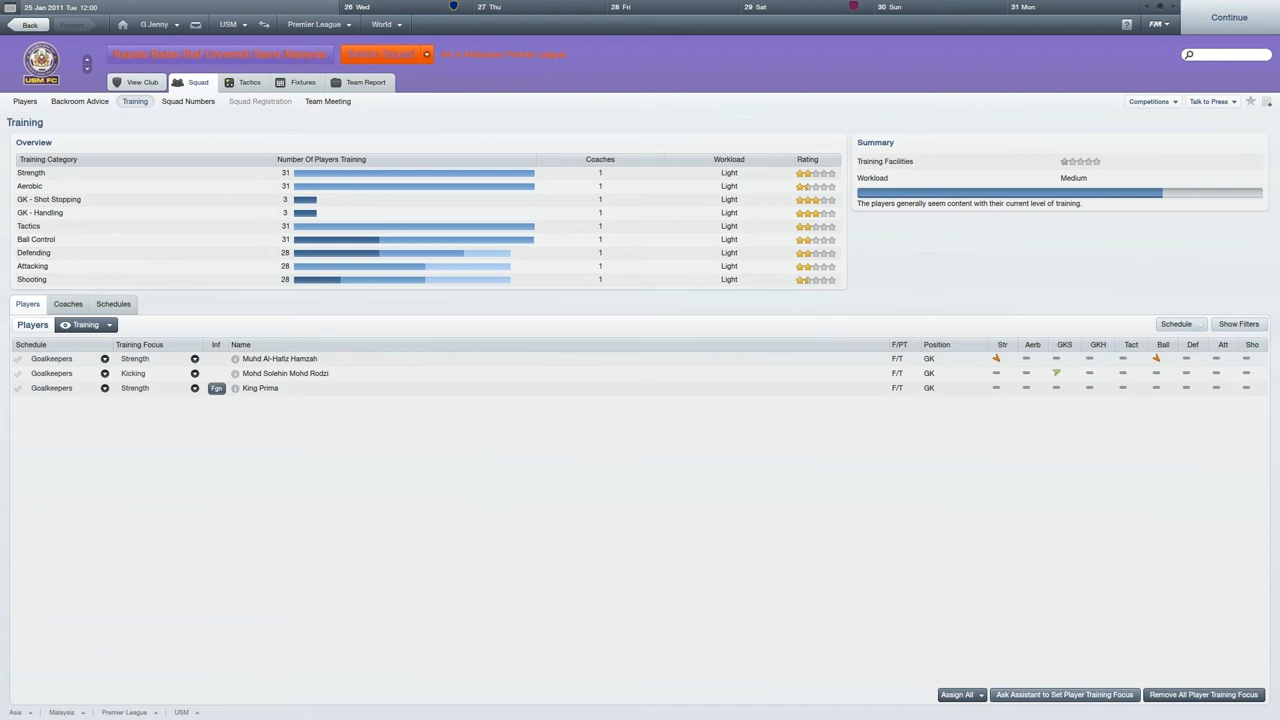 25 Jan 2011 Tue 12:00
26 Wed
27 Thu
28 Fri
29 Sat
30 Sun
31 Mon
Continue
Back
Forward
G Jenny
USM
Premier League
World
?
FM
USM FC
Kapala Batas Staf Universiti Sains Malaysia
View Club
Squad
Tactics
Fixtures
Team Report
Players
Backroom Advice
Training
Squad Numbers
Squad Registration
Team Meeting
Competitions
Talk to Press
Training
Overview
Training Category Number Of Players Training Coaches Workload Rating
Strength 31 1 Light
Aerobic 31 1 Light
GK - Shot Stopping 3 1 Light
GK - Handling 3 1 Light
Tactics 31 1 Light
Ball Control 31 1 Light
Defending 28 1 Light
Attacking 28 1 Light
Shooting 28 1 Light
Summary
Training Facilities
Workload Medium
The players generally seem content with their current level of training.
Players
Coaches
Schedules
Players
Training
Schedule
Show Filters
Schedule Training Focus Inf Name F/PT Position Str Aerb GKS GKH Tact Ball Def Att Sho
Goalkeepers Strength Muhd Al-Hafiz Hamzah F/T GK
Goalkeepers Kicking Mohd Solehin Mohd Rodzi F/T GK
Goalkeepers Strength Fgn King Prima F/T GK
Assign All
Ask Assistant to Set Player Training Focus
Remove All Player Training Focus
Asia
Malaysia
Premier League
USM